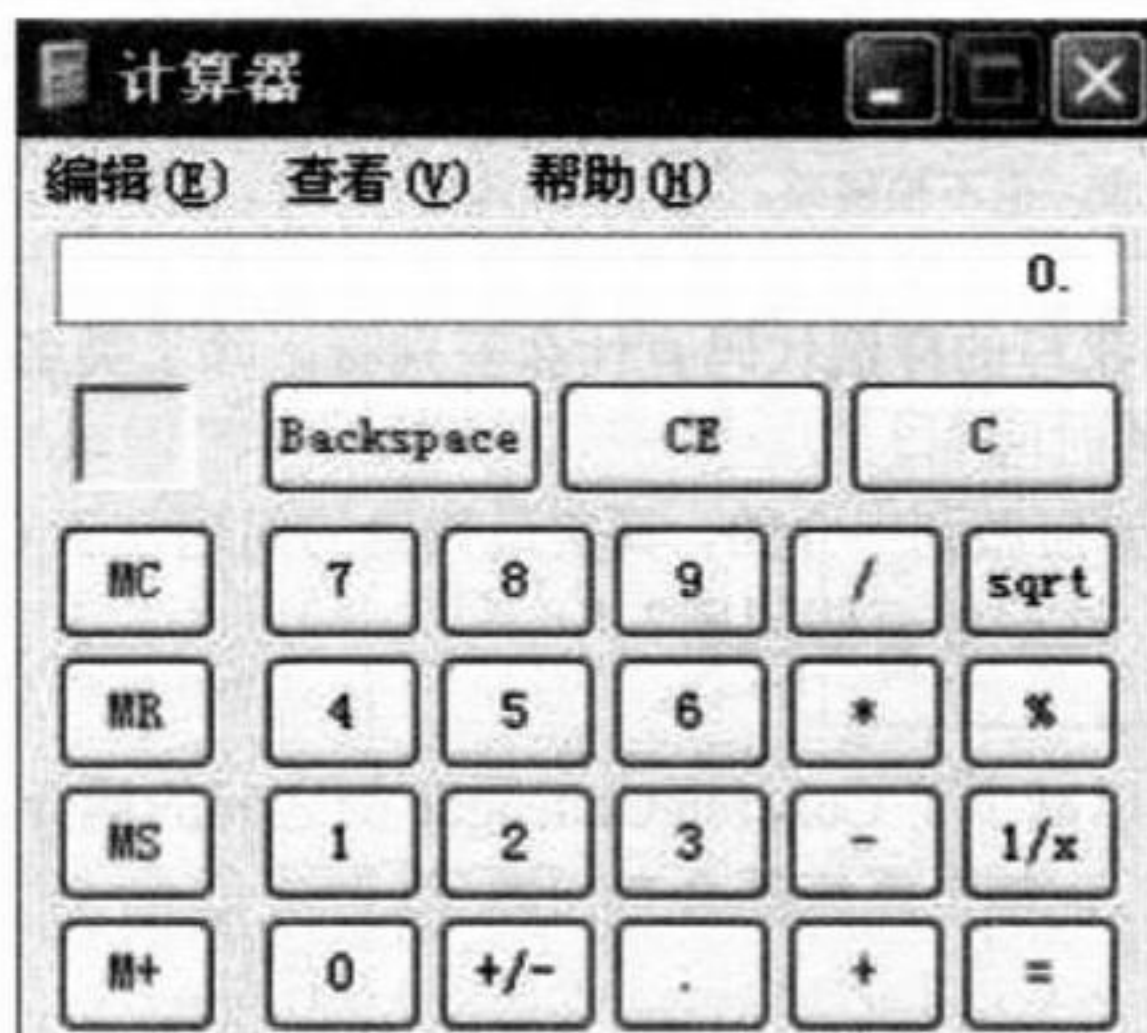 计算器
编辑(E) 查看(V) 帮助(H)
0.
Backspace CE C
MC 7 8 9 / sqrt
MR 4 5 6 * %
MS 1 2 3 - 1/x
M+ 0 +/- . + =